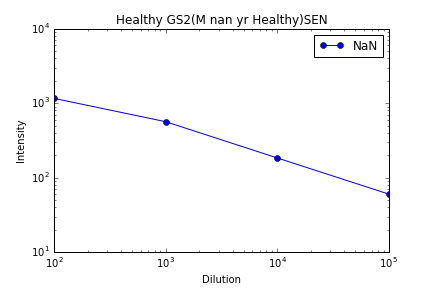 Healthy GS2(M nan yr Healthy)SEN
10^4
10^3
10^2
10^1
Intensity
NaN
10^2 10^3 10^4 10^5
Dilution